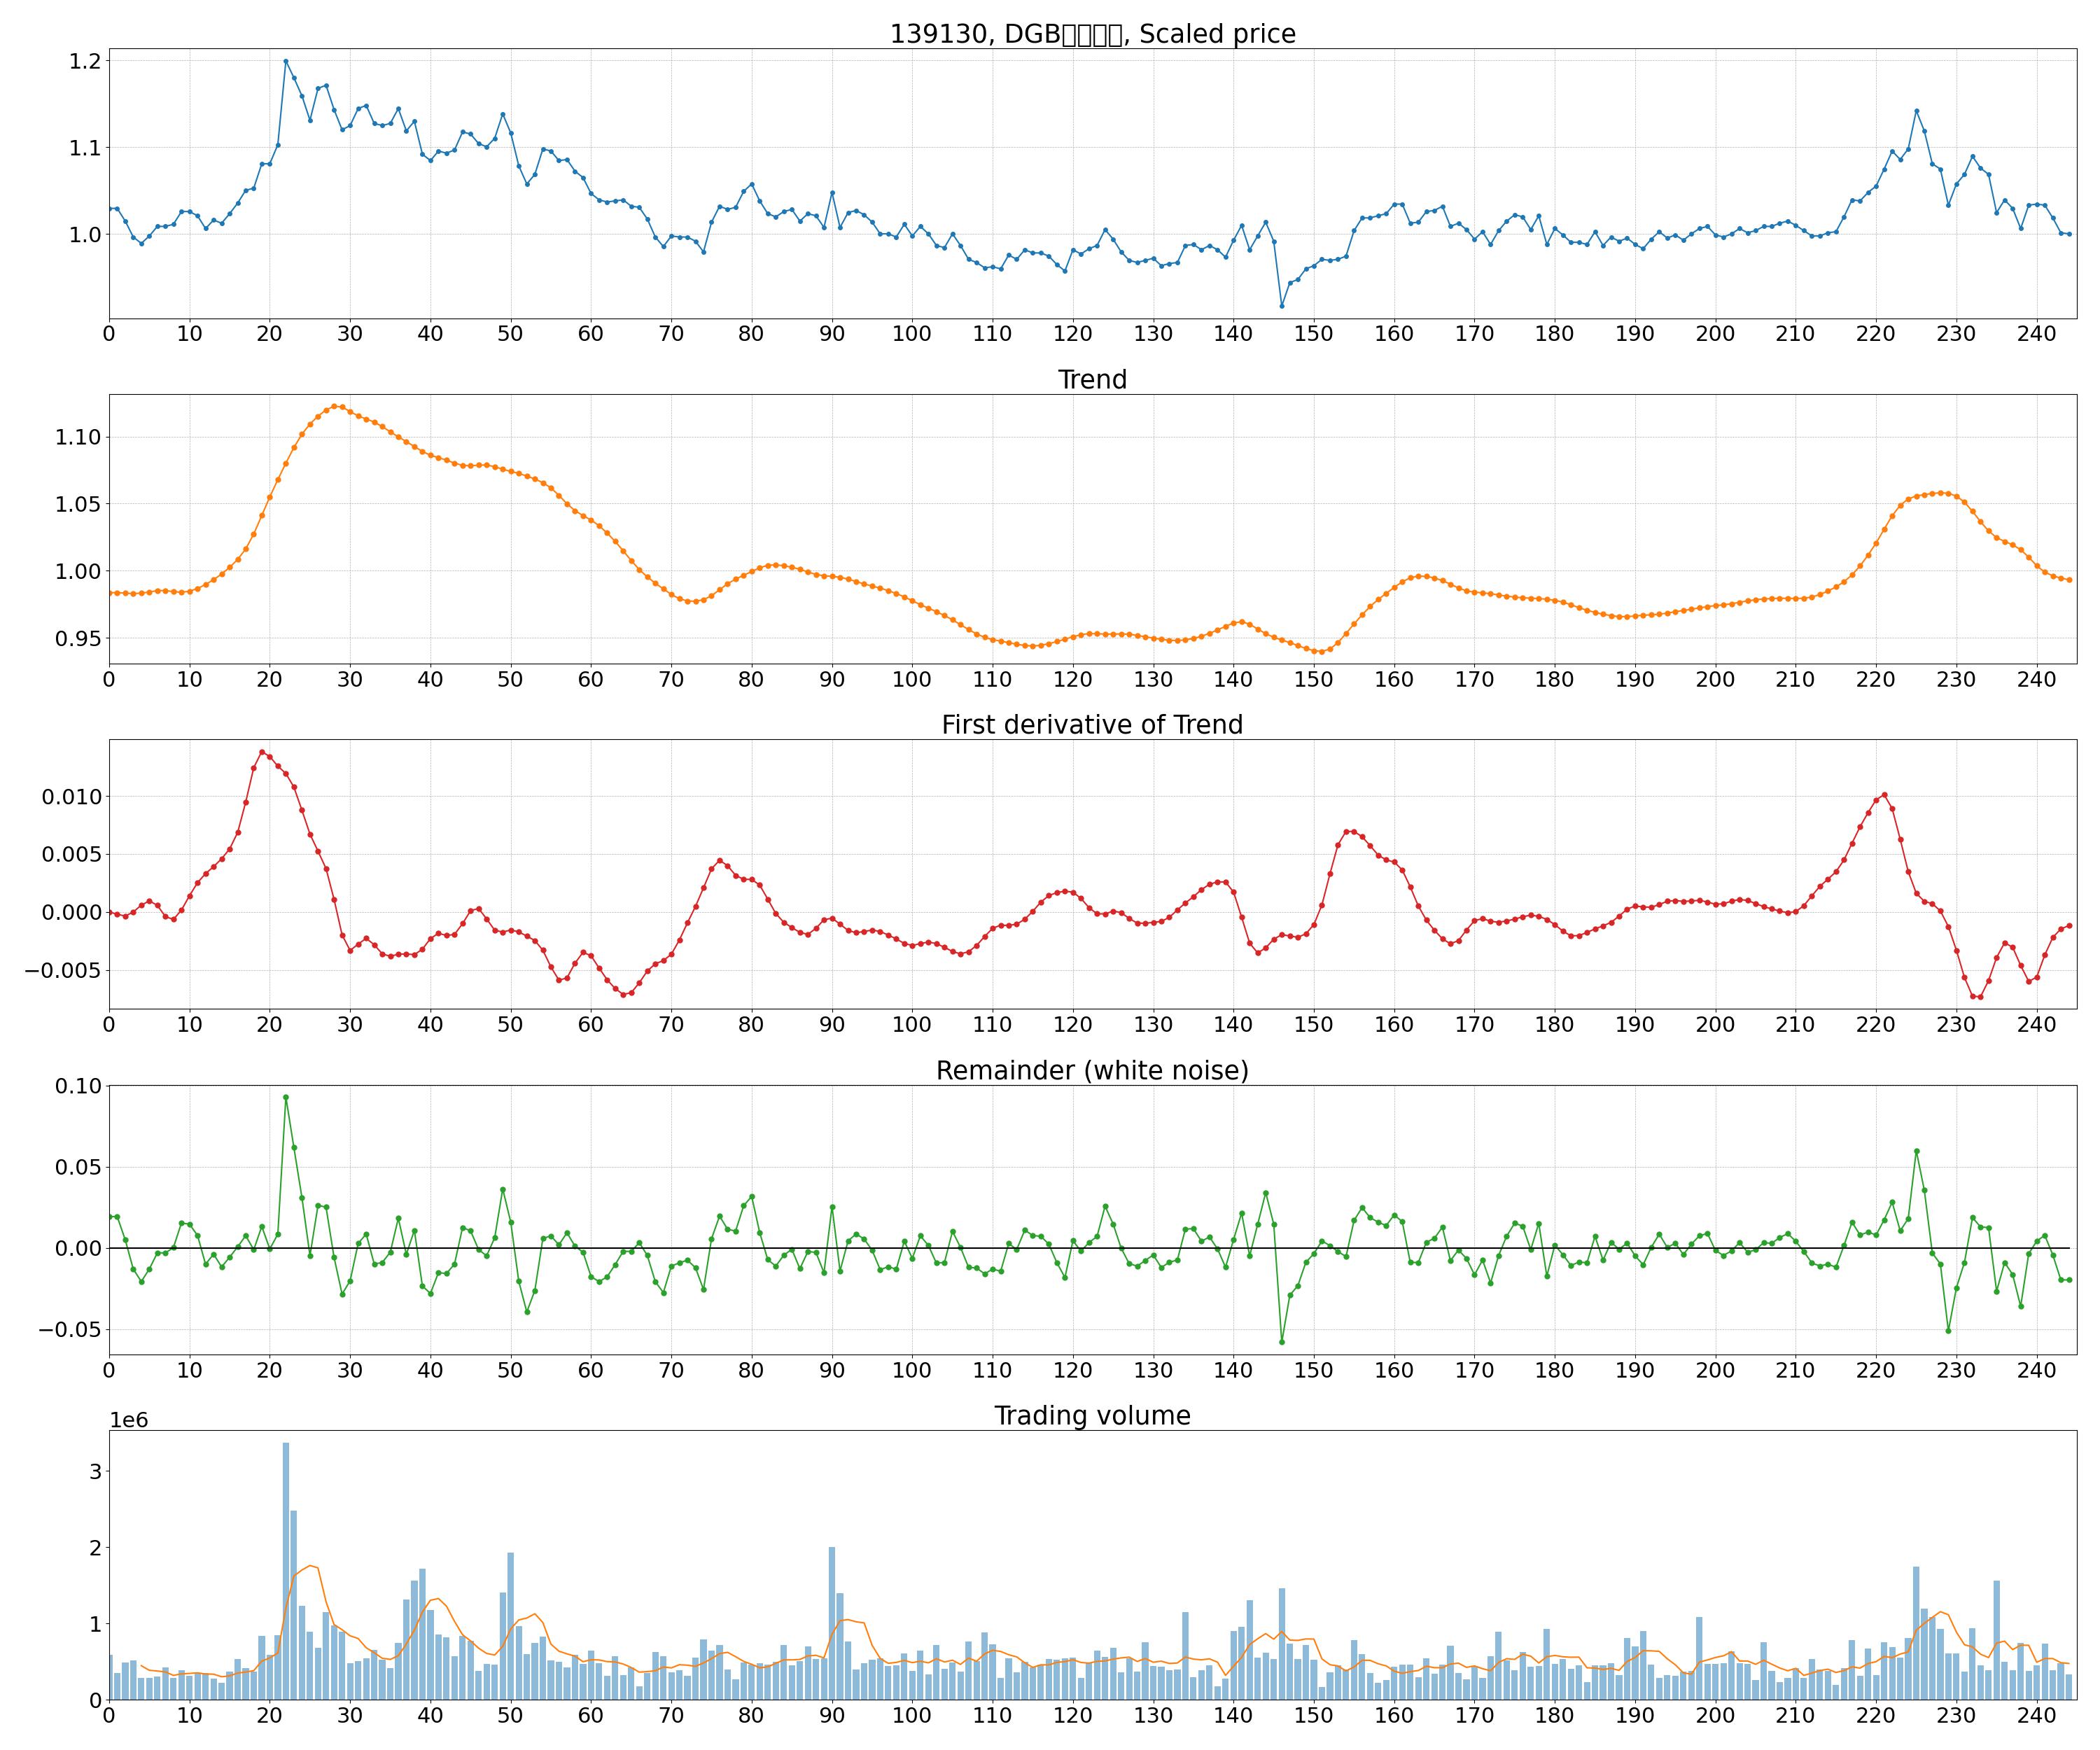 139130, DGB□□□□, Scaled price
1.2
1.1
1.0
0 10 20 30 40 50 60 70 80 90 100 110 120 130 140 150 160 170 180 190 200 210 220 230 240
Trend
1.10
1.05
1.00
0.95
0 10 20 30 40 50 60 70 80 90 100 110 120 130 140 150 160 170 180 190 200 210 220 230 240
First derivative of Trend
0.010
0.005
0.000
−0.005
0 10 20 30 40 50 60 70 80 90 100 110 120 130 140 150 160 170 180 190 200 210 220 230 240
Remainder (white noise)
0.10
0.05
0.00
−0.05
0 10 20 30 40 50 60 70 80 90 100 110 120 130 140 150 160 170 180 190 200 210 220 230 240
Trading volume
1e6
3
2
1
0
0 10 20 30 40 50 60 70 80 90 100 110 120 130 140 150 160 170 180 190 200 210 220 230 240